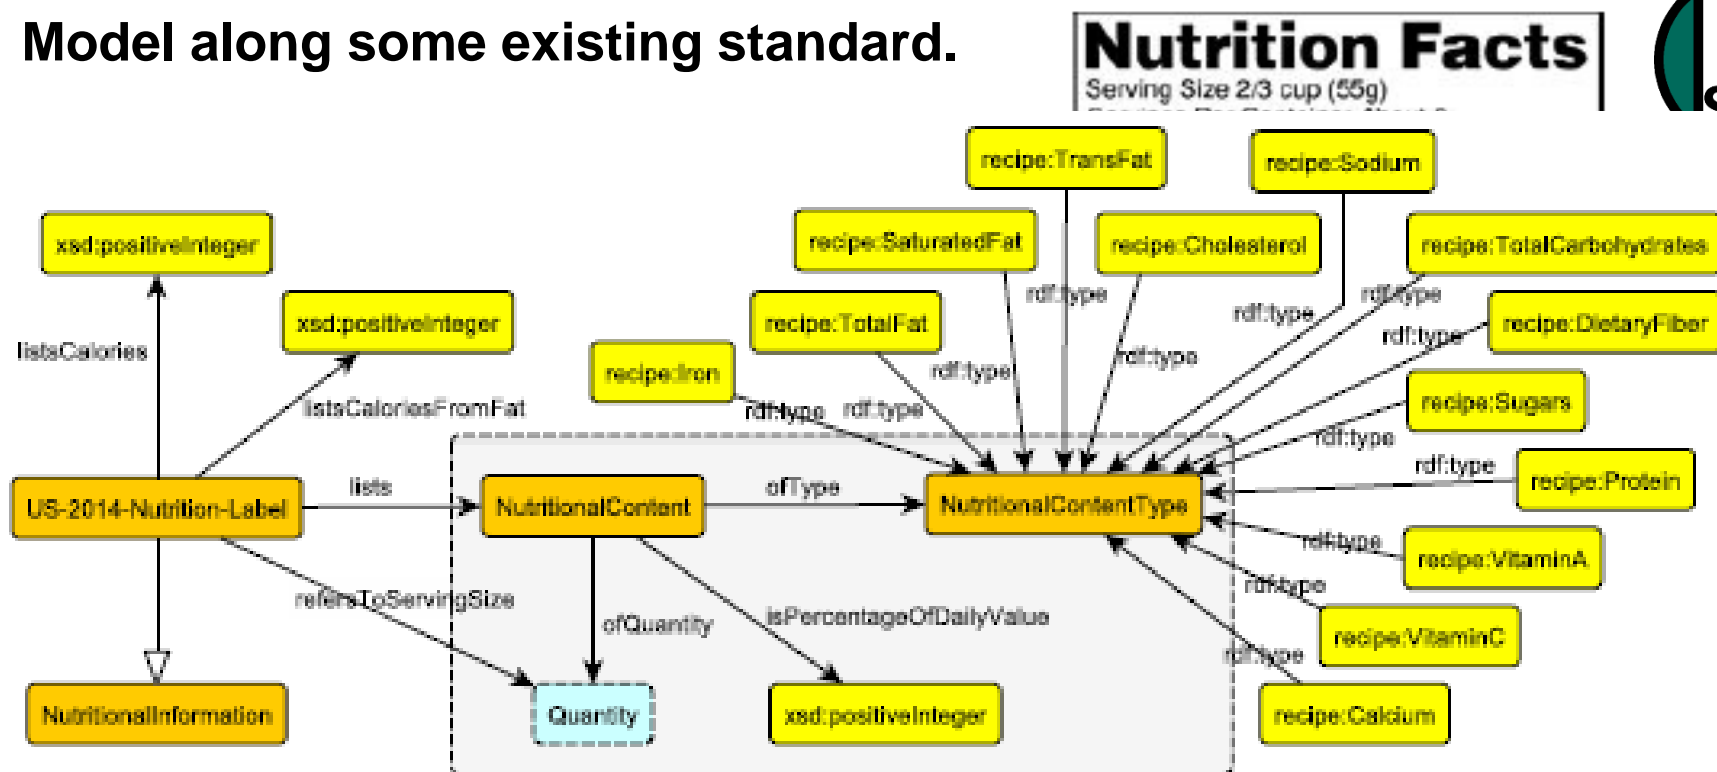 Model along some existing standard.
Nutrition Facts
Serving Size 2/3 cup (55g)
recipe:TransFat
recipe:Sodium
xsd:positiveInteger
recipe:SaturatedFat
recipe:Cholesterol
recipe:TotalCarbohydrates
rdf:type
rdf:type
rdf:type
xsd:positiveInteger
recipe:TotalFat
recipe:DietaryFiber
rdf:type
listsCalories
rdf:type
rdf:type
recipe:Iron
listsCaloriesFromFat
rdf:type
rdf:type
recipe:Sugars
rdf:type
rdf:type
lists
ofType
US-2014-Nutrition-Label
NutritionalContent
NutritionalContentType
recipe:Protein
rdf:type
recipe:VitaminA
rdf:type
refersToServingSize
ofQuantity
isPercentageOfDailyValue
recipe:VitaminC
rdf:type
NutritionalInformation
Quantity
xsd:positiveInteger
recipe:Calcium